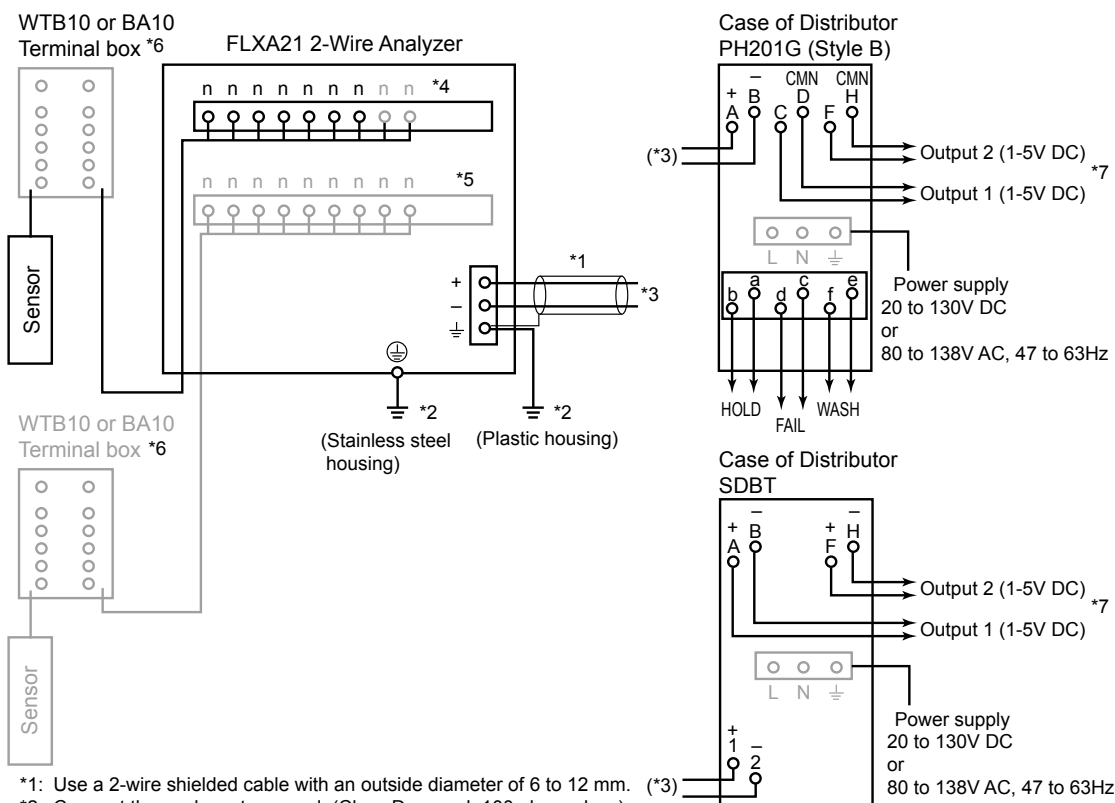 WTB10 or BA10
Terminal box *6
FLXA21 2-Wire Analyzer
n n n n n n n n n *4
n n n n n n n n n *5
Sensor
+
–
*1
*3
*2
(Stainless steel
housing)
*2
(Plastic housing)
WTB10 or BA10
Terminal box *6
Sensor
*1: Use a 2-wire shielded cable with an outside diameter of 6 to 12 mm.
Case of Distributor
PH201G (Style B)
– CMN CMN
+ B D H
A C F
(*3)
Output 2 (1-5V DC)
*7
Output 1 (1-5V DC)
L N
Power supply
20 to 130V DC
or
80 to 138V AC, 47 to 63Hz
b a d c f e
HOLD
FAIL
WASH
Case of Distributor
SDBT
+ – + –
A B F H
Output 2 (1-5V DC)
*7
Output 1 (1-5V DC)
L N
Power supply
20 to 130V DC
or
80 to 138V AC, 47 to 63Hz
+ –
1 2
(*3)